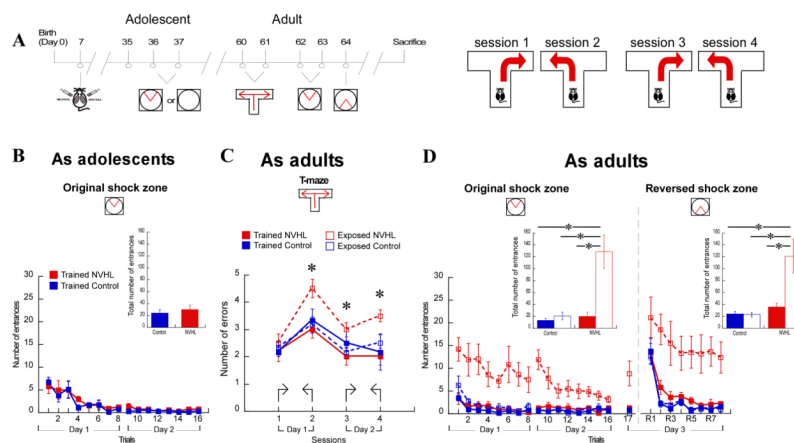 A
Adolescent
Adult
Birth
(Day 0)
7
35
36
37
60
61
62
63
64
Sacrifice
or
session 1
session 2
session 3
session 4
B
As adolescents
Original shock zone
Trained NVHL
Trained Control
Number of entrances
30
25
20
15
10
5
0
2
4
6
8
10
12
14
16
Day 1
Day 2
Trials
Total number of entrances
160
140
120
100
80
60
40
20
0
Control
NVHL
C
As adults
T-maze
Trained NVHL
Trained Control
Exposed NVHL
Exposed Control
Number of errors
5
4
3
2
1
0
*
*
*
1
2
3
4
Day 1
Day 2
Sessions
D
As adults
Original shock zone
Reversed shock zone
Number of entrances
30
25
20
15
10
5
0
2
4
6
8
10
12
14
16
17
R1
R3
R5
R7
Day 1
Day 2
Day 3
Trials
Total number of entrances
160
140
120
100
80
60
40
20
0
*
*
*
Control
NVHL
Total number of entrances
160
140
120
100
80
60
40
20
0
*
*
*
Control
NVHL